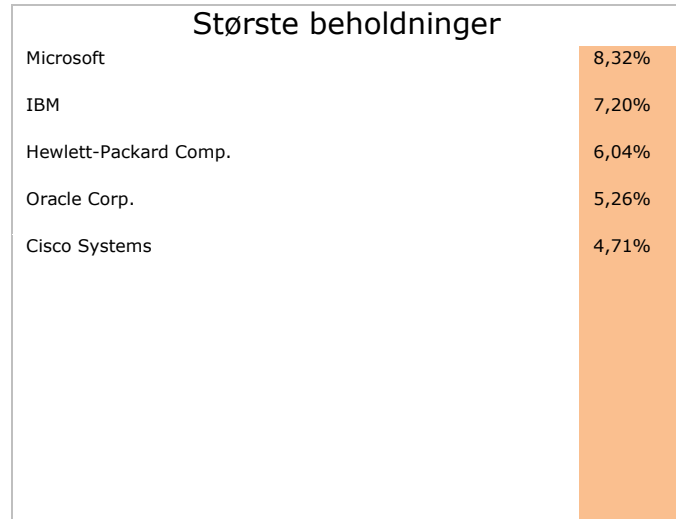 Største beholdninger
Microsoft 8,32%
IBM 7,20%
Hewlett-Packard Comp. 6,04%
Oracle Corp. 5,26%
Cisco Systems 4,71%